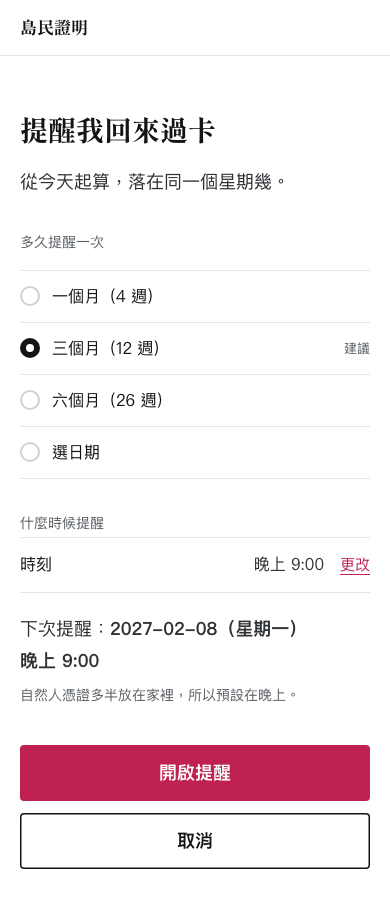 島民證明
提醒我回來過卡
從今天起算，落在同一個星期幾。
多久提醒一次
一個月（4 週）
三個月（12 週） 建議
六個月（26 週）
選日期
什麼時候提醒
時刻 晚上 9:00 更改
下次提醒：2027–02–08（星期一）
晚上 9:00
自然人憑證多半放在家裡，所以預設在晚上。
開啟提醒
取消